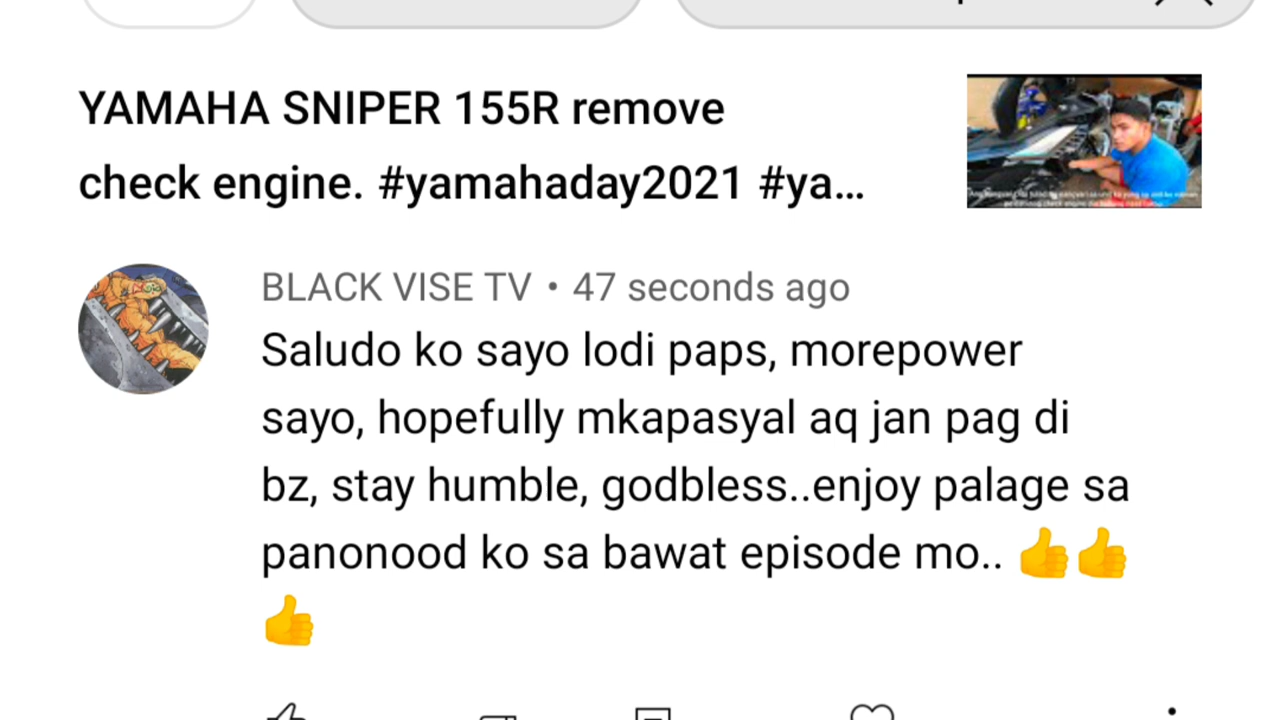 YAMAHA SNIPER 155R remove
check engine. #yamahaday2021 #ya...
BLACK VISE TV • 47 seconds ago
Saludo ko sayo lodi paps, morepower
sayo, hopefully mkapasyal aq jan pag di
bz, stay humble, godbless..enjoy palage sa
panonood ko sa bawat episode mo.. 👍👍
👍